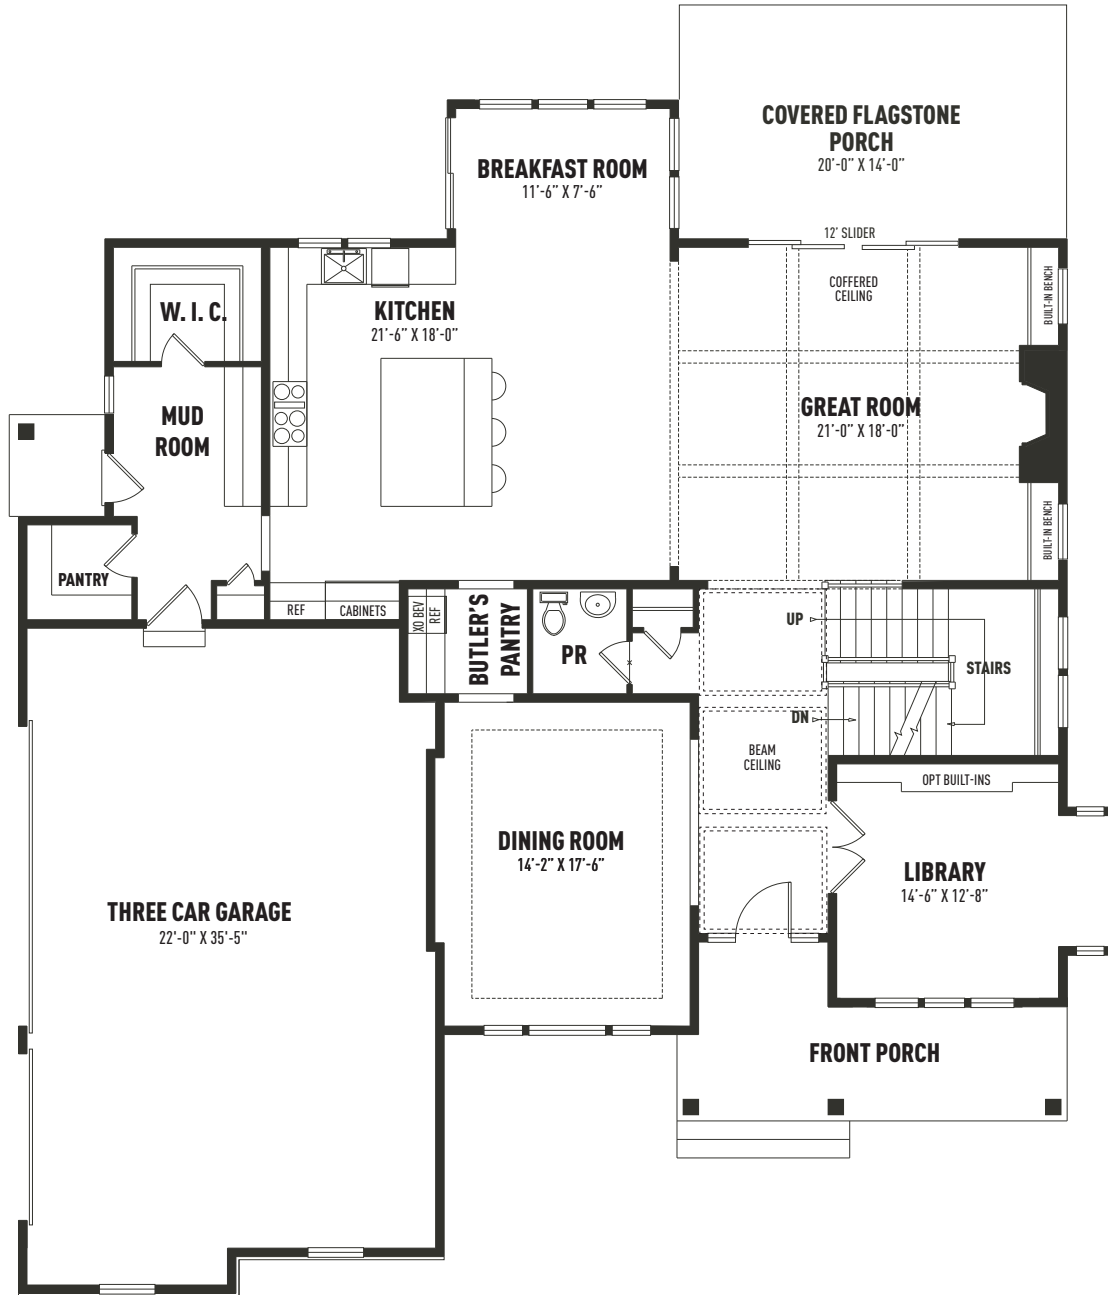 COVERED FLAGSTONE
PORCH
20'-0" X 14'-0"
BREAKFAST ROOM
11'-6" X 7'-6"
12' SLIDER
COFFERED
CEILING
BUILT-IN BENCH
W. I. C.
KITCHEN
21'-6" X 18'-0"
MUD
ROOM
GREAT ROOM
21'-0" X 18'-0"
BUILT-IN BENCH
PANTRY
REF
CABINETS
XO BEV
REF
BUTLER'S
PANTRY
PR
UP
STAIRS
DN
BEAM
CEILING
OPT BUILT-INS
DINING ROOM
14'-2" X 17'-6"
LIBRARY
14'-6" X 12'-8"
THREE CAR GARAGE
22'-0" X 35'-5"
FRONT PORCH